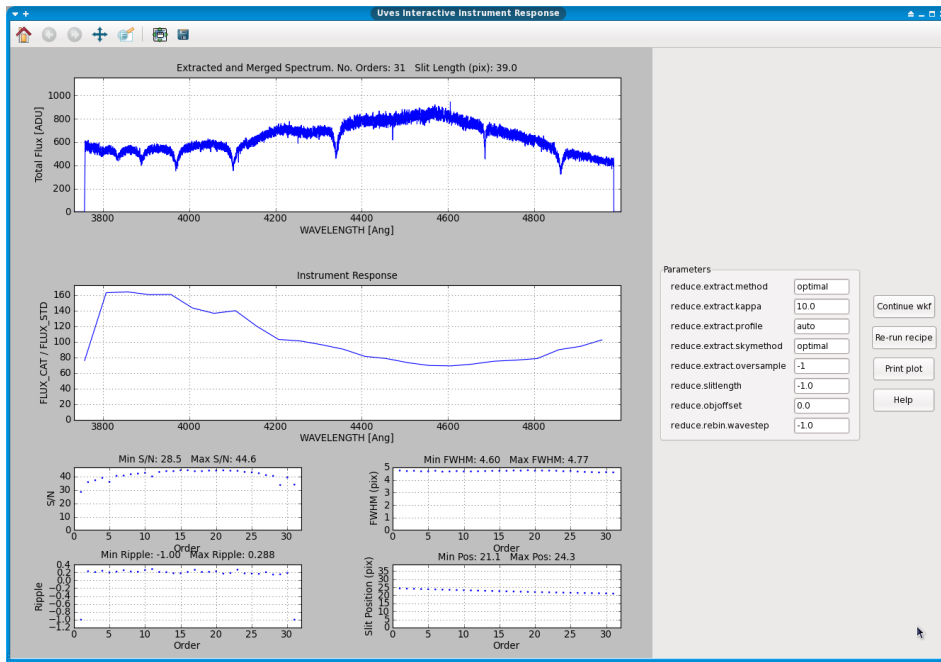 Uves Interactive Instrument Response
Extracted and Merged Spectrum. No. Orders: 31 Slit Length (pix): 39.0
Total Flux [ADU]
1000
800
600
400
200
0
3800 4000 4200 4400 4600 4800
WAVELENGTH [Ang]
Instrument Response
FLUX_CAT / FLUX_STD
160
140
120
100
80
60
40
20
0
3800 4000 4200 4400 4600 4800
WAVELENGTH [Ang]
Min S/N: 28.5 Max S/N: 44.6
S/N
40
30
20
10
0
0 5 10 15 20 25 30
Order
Min FWHM: 4.60 Max FWHM: 4.77
FWHM (pix)
5
4
3
2
1
0
0 5 10 15 20 25 30
Order
Min Ripple: -1.00 Max Ripple: 0.288
Ripple
0.4
0.2
0.0
−0.2
−0.4
−0.6
−0.8
−1.0
−1.2
0 5 10 15 20 25 30
Order
Min Pos: 21.1 Max Pos: 24.3
Slit Position (pix)
35
30
25
20
15
10
5
0
0 5 10 15 20 25 30
Order
Parameters
reduce.extract.method optimal
reduce.extract.kappa 10.0
reduce.extract.profile auto
reduce.extract.skymethod optimal
reduce.extract.oversample -1
reduce.slitlength -1.0
reduce.objoffset 0.0
reduce.rebin.wavestep -1.0
Continue wkf
Re-run recipe
Print plot
Help